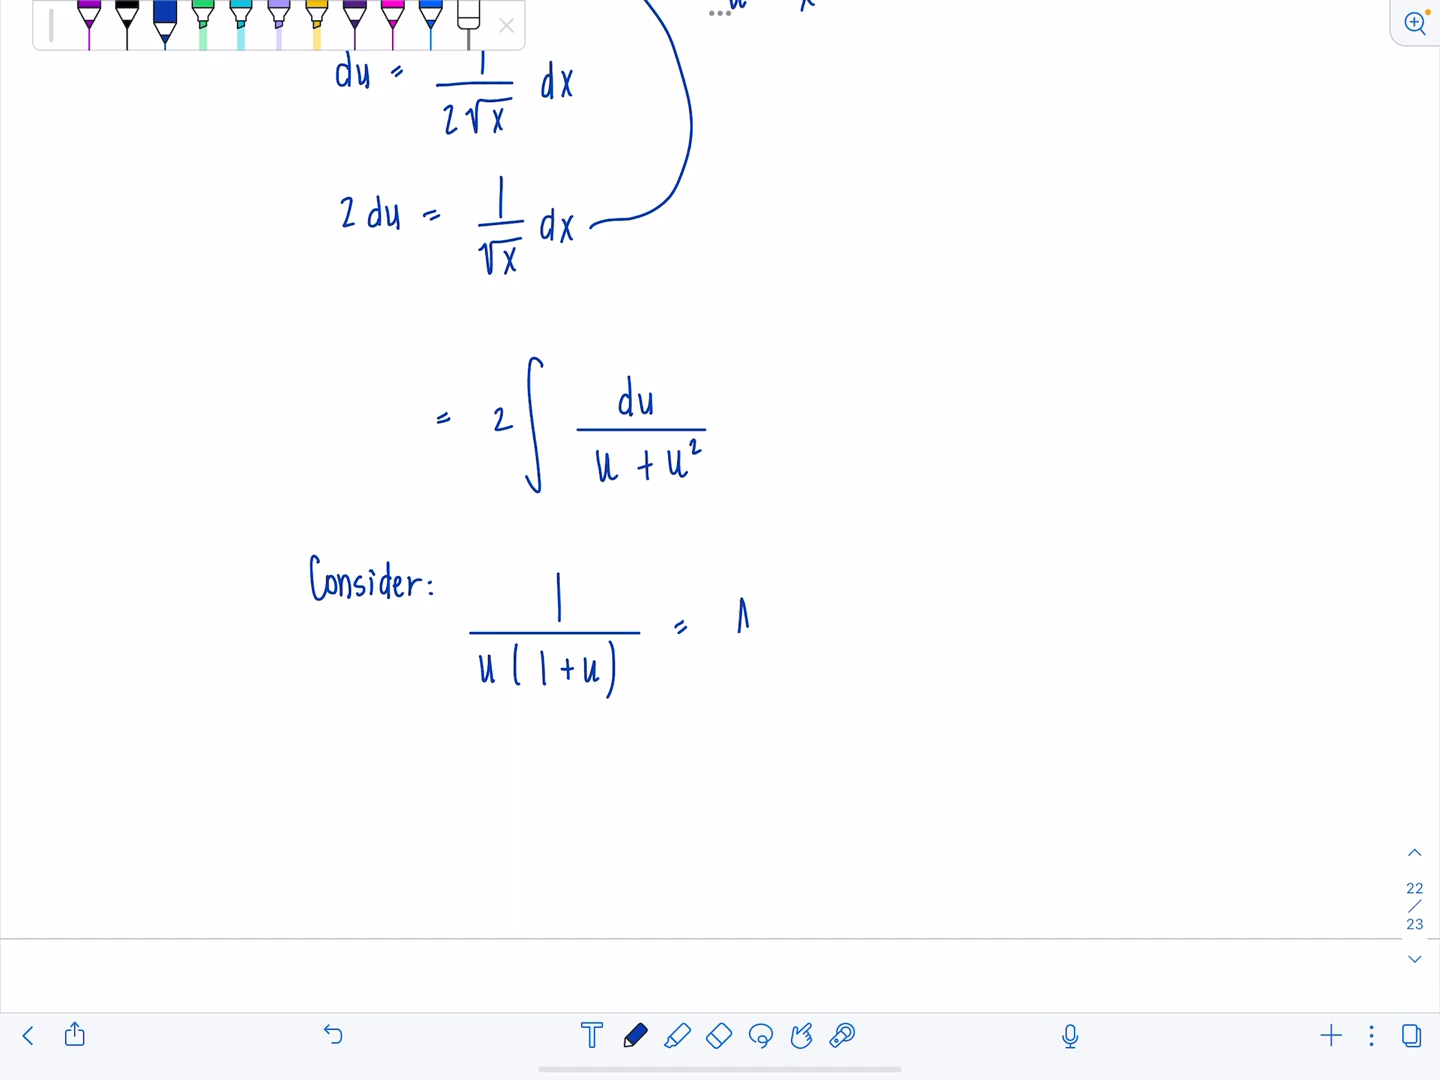 du = 1/(2√x) dx
2 du = 1/√x dx
= 2 ∫ du/(u + u²)
Consider: 1/(u(1+u)) =
22
/
23